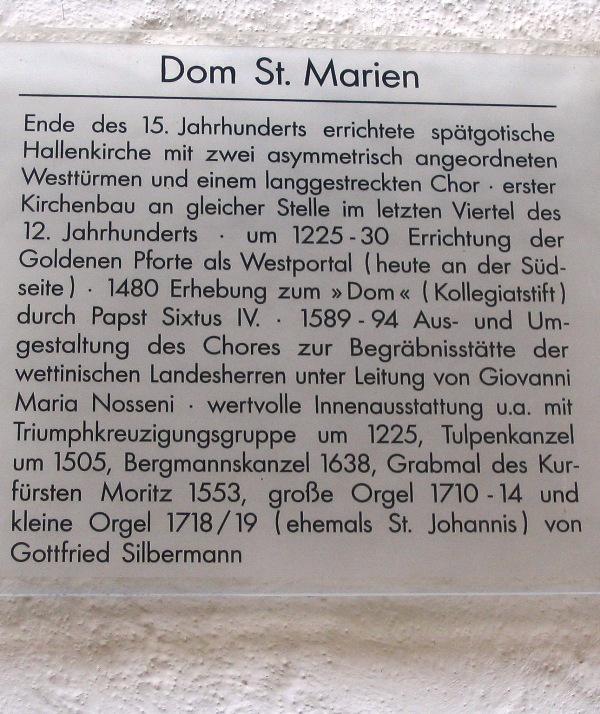 Dom St. Marien
Ende des 15. Jahrhunderts errichtete spätgotische
Hallenkirche mit zwei asymmetrisch angeordneten
Westtürmen und einem langgestreckten Chor · erster
Kirchenbau an gleicher Stelle im letzten Viertel des
12. Jahrhunderts · um 1225 - 30 Errichtung der
Goldenen Pforte als Westportal ( heute an der Süd-
seite ) · 1480 Erhebung zum »Dom« ( Kollegiatstift )
durch Papst Sixtus IV. · 1589 - 94 Aus- und Um-
gestaltung des Chores zur Begräbnisstätte der
wettinischen Landesherren unter Leitung von Giovanni
Maria Nosseni · wertvolle Innenausstattung u.a. mit
Triumphkreuzigungsgruppe um 1225, Tulpenkanzel
um 1505, Bergmannskanzel 1638, Grabmal des Kur-
fürsten Moritz 1553, große Orgel 1710 - 14 und
kleine Orgel 1718 / 19 ( ehemals St. Johannis ) von
Gottfried Silbermann